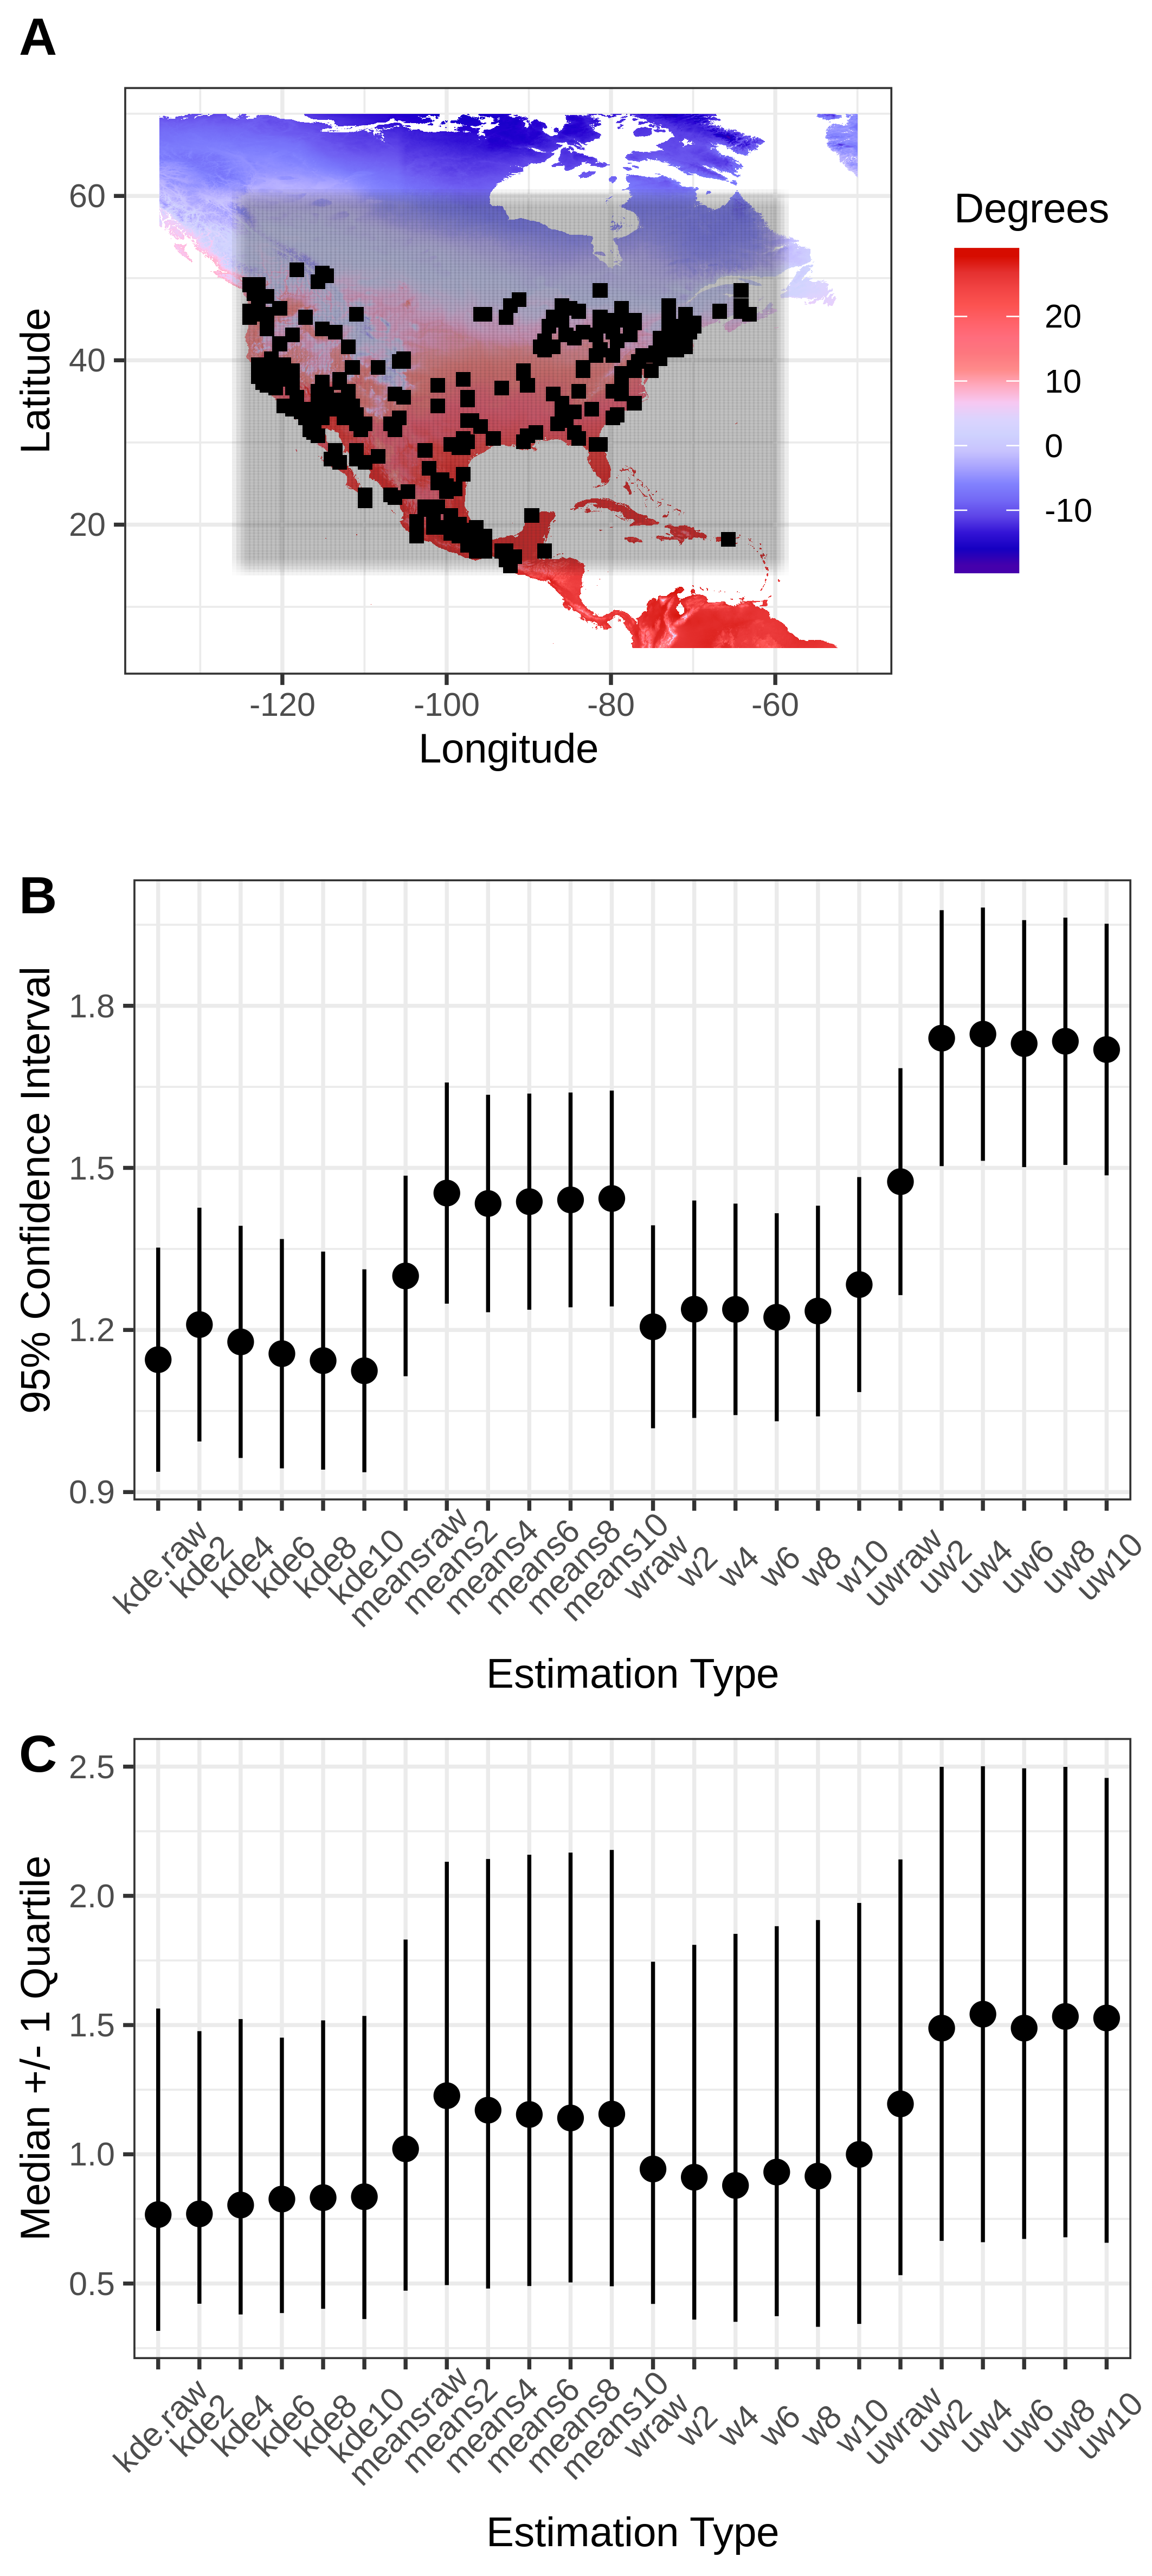 A
Latitude
60
40
20
-120 -100 -80 -60
Longitude
Degrees
20
10
0
-10
B
95% Confidence Interval
1.8
1.5
1.2
0.9
kde.raw kde2 kde4 kde6 kde8 kde10 meansraw means2 means4 means6 means8 means10 wraw w2 w4 w6 w8 w10 uwraw uw2 uw4 uw6 uw8 uw10
Estimation Type
C
Median +/- 1 Quartile
2.5
2.0
1.5
1.0
0.5
kde.raw kde2 kde4 kde6 kde8 kde10 meansraw means2 means4 means6 means8 means10 wraw w2 w4 w6 w8 w10 uwraw uw2 uw4 uw6 uw8 uw10
Estimation Type